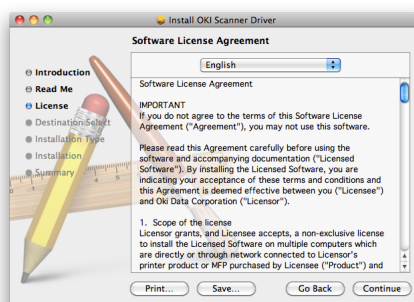 Install OKI Scanner Driver
Software License Agreement
Introduction
Read Me
License
Destination Select
Installation Type
Installation
Summary
English
Software License Agreement
IMPORTANT
If you do not agree to the terms of this Software License
Agreement ("Agreement"), you may not use this software.
Please read this Agreement carefully before using the
software and accompanying documentation ("Licensed
Software"). By installing the Licensed Software, you are
indicating your acceptance of these terms and conditions and
this Agreement is deemed effective between you ("Licensee")
and Oki Data Corporation ("Licensor").
1. Scope of the license
Licensor grants, and Licensee accepts, a non-exclusive license
to install the Licensed Software on multiple computers which
are directly or through network connected to Licensor's
printer product or MFP purchased by Licensee ("Product") and
Print...
Save...
Go Back
Continue